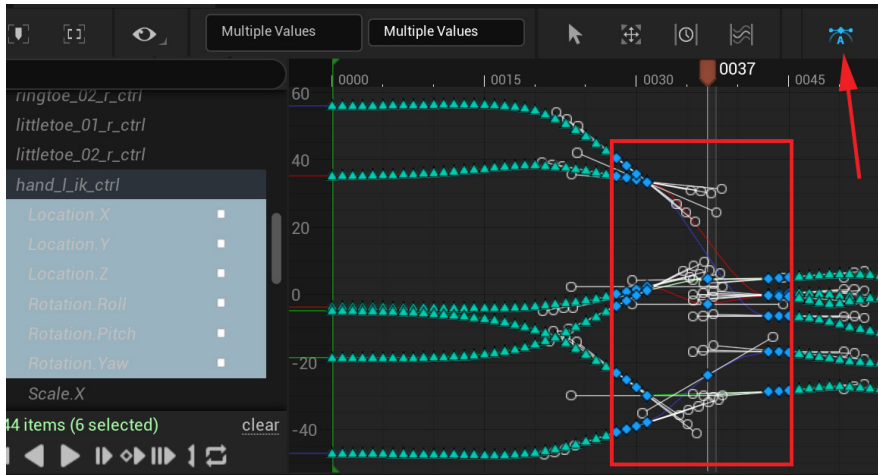 Multiple Values
Multiple Values
0037
0000
0015
0030
0045
ringtoe_02_r_ctrl
littletoe_01_r_ctrl
littletoe_02_r_ctrl
hand_l_ik_ctrl
Location.X
Location.Y
Location.Z
Rotation.Roll
Rotation.Pitch
Rotation.Yaw
Scale.X
60
40
20
0
-20
-40
44 items (6 selected)
clear
A